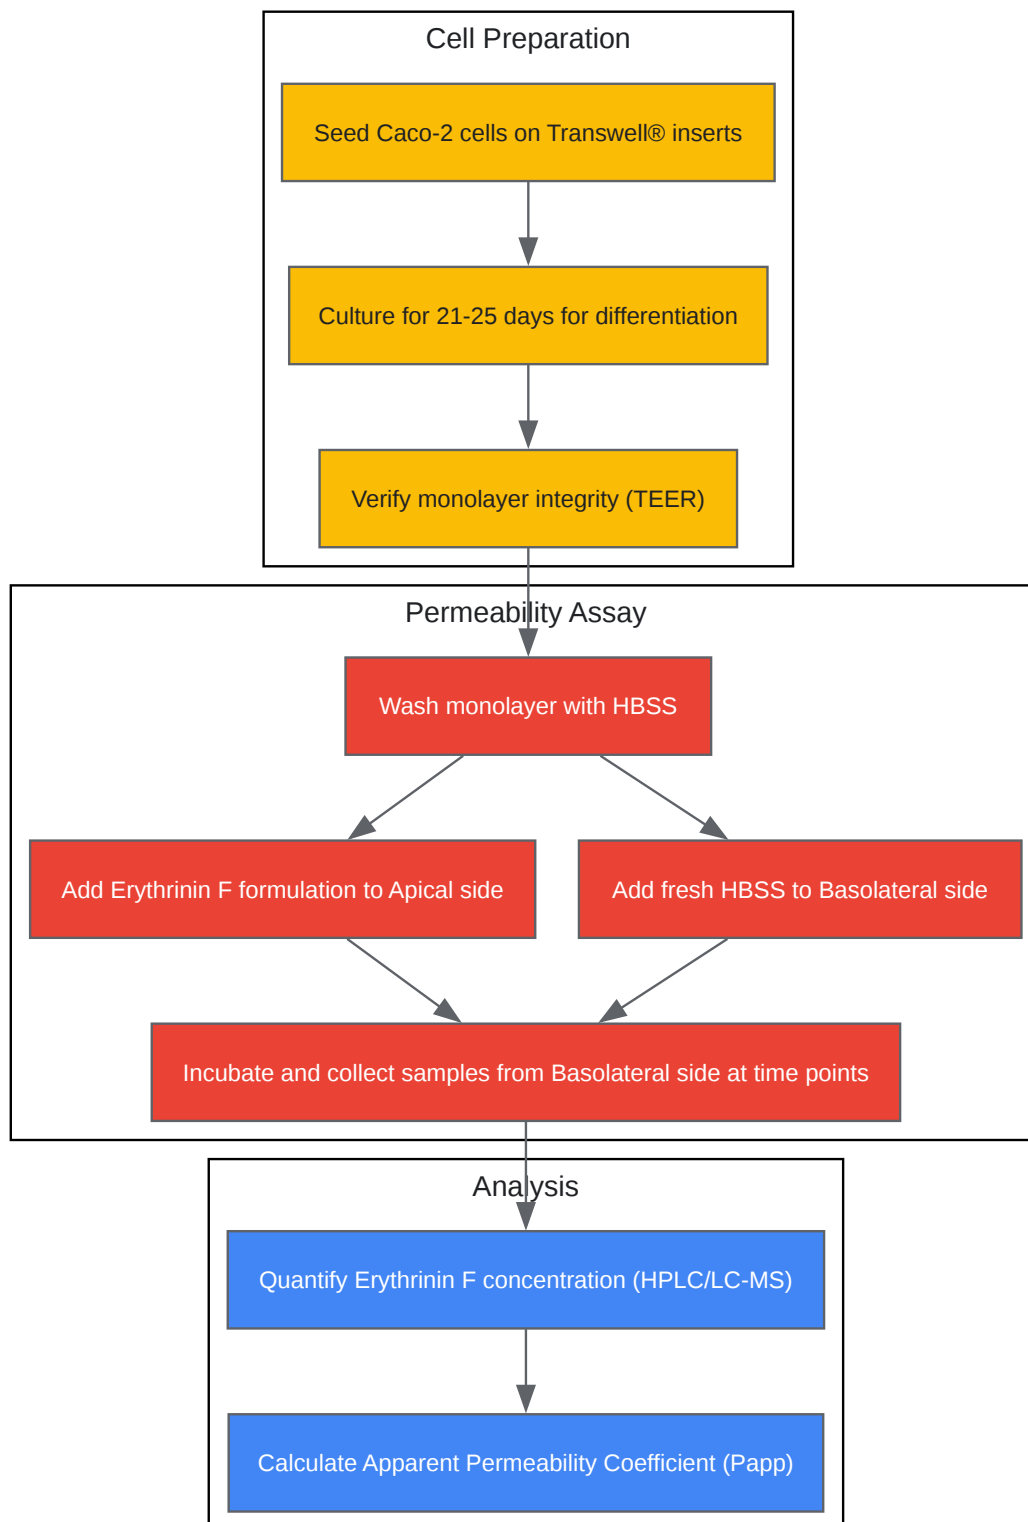 Cell Preparation
Seed Caco-2 cells on Transwell® inserts
Culture for 21-25 days for differentiation
Verify monolayer integrity (TEER)
Permeability Assay
Wash monolayer with HBSS
Add Erythrinin F formulation to Apical side
Add fresh HBSS to Basolateral side
Incubate and collect samples from Basolateral side at time points
Analysis
Quantify Erythrinin F concentration (HPLC/LC-MS)
Calculate Apparent Permeability Coefficient (Papp)